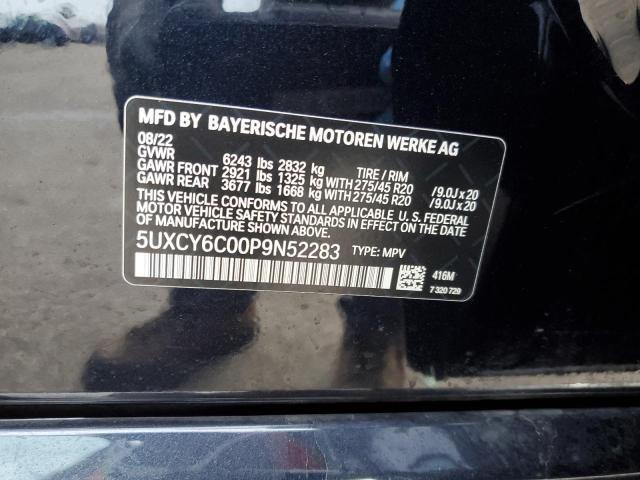 MFD BY BAYERISCHE MOTOREN WERKE AG
08/22
GVWR 6243 lbs 2832 kg TIRE / RIM
GAWR FRONT 2921 lbs 1325 kg WITH 275/45 R20 /9.0J x 20
GAWR REAR 3677 lbs 1668 kg WITH 275/45 R20 /9.0J x 20
THIS VEHICLE CONFORMS TO ALL APPLICABLE U.S. FEDERAL
MOTOR VEHICLE SAFETY STANDARDS IN EFFECT ON THE DATE
OF MANUFACTURE SHOWN ABOVE.
5UXCY6C00P9N52283 TYPE: MPV
416M
7 320 729